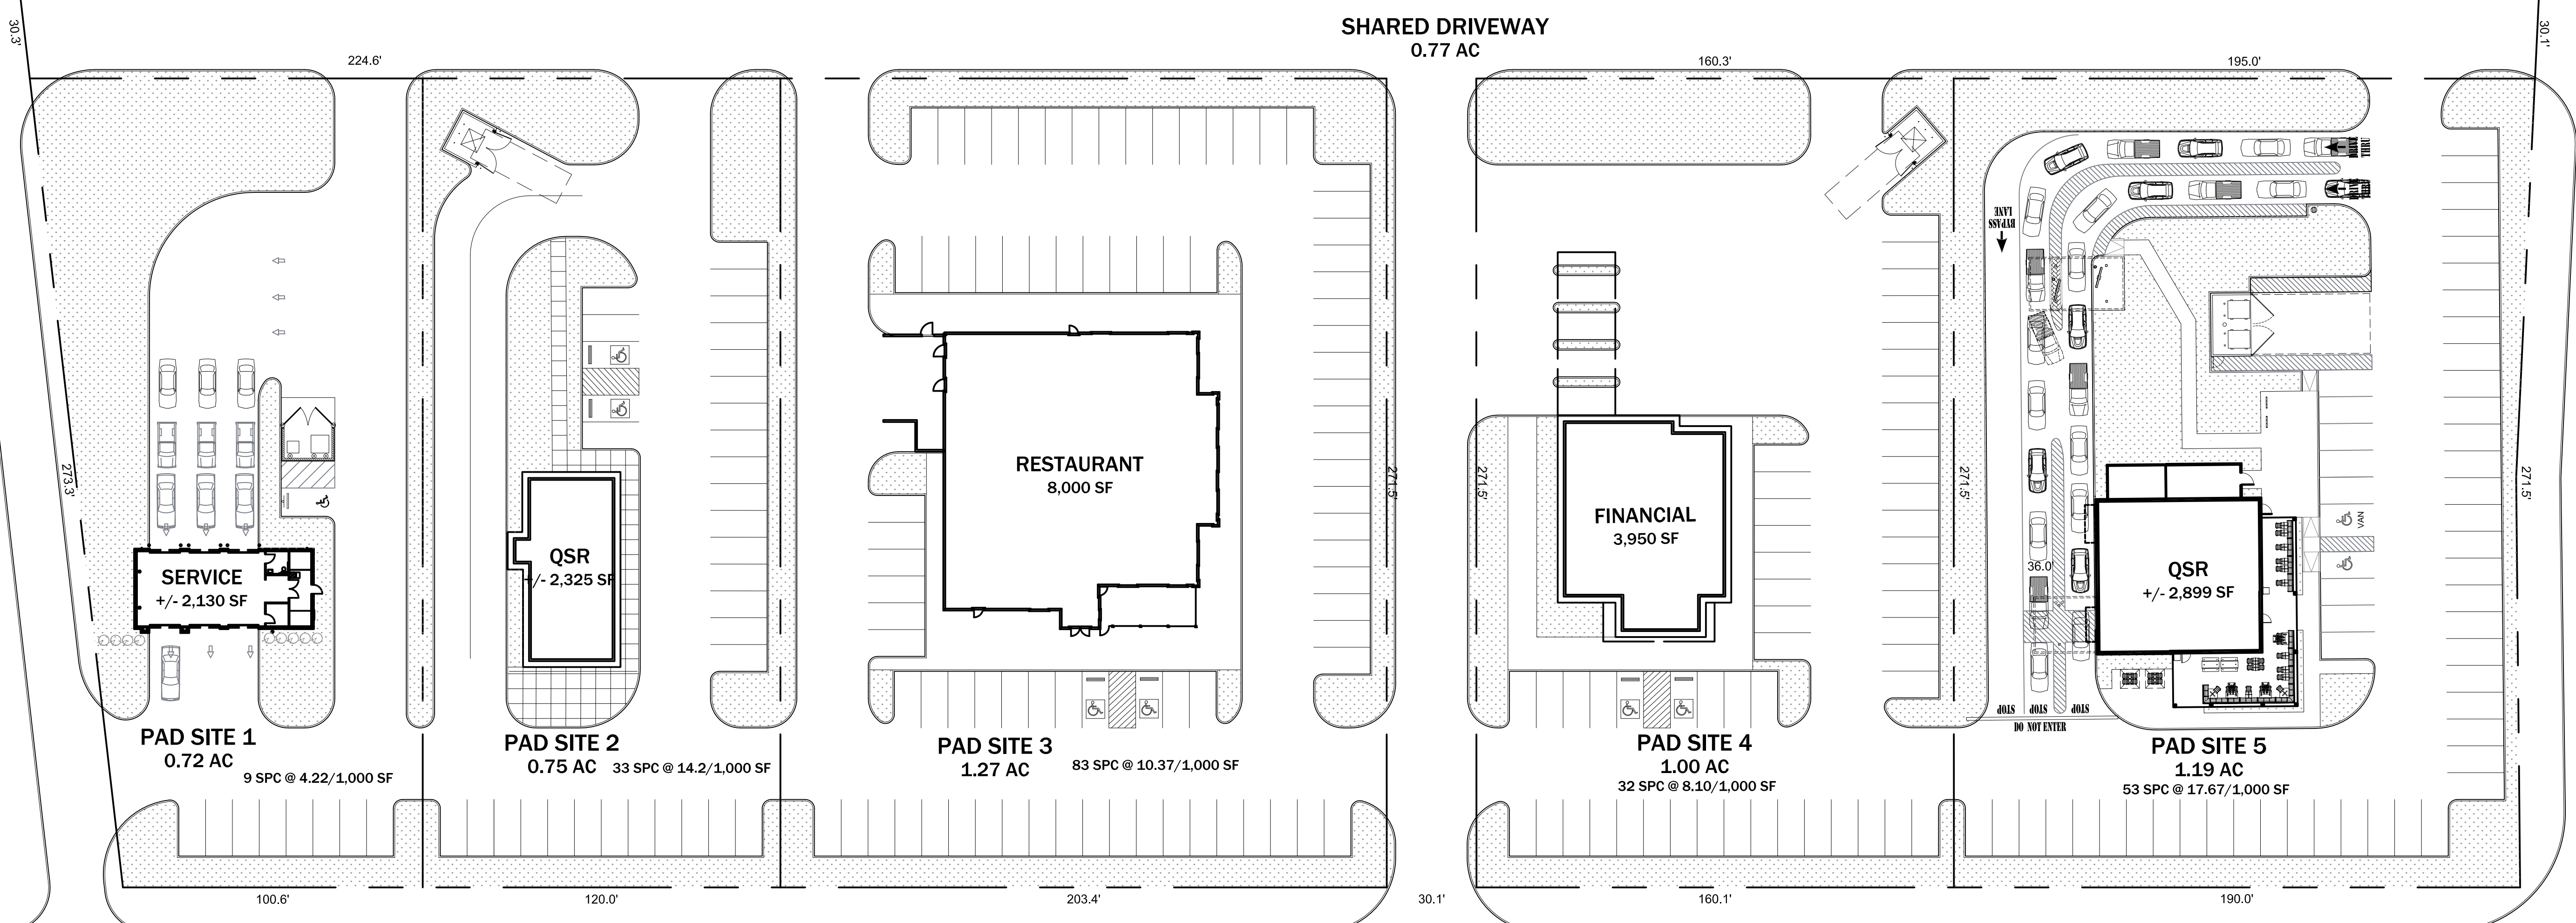 SHARED DRIVEWAY
0.77 AC
30.3'
224.6'
160.3'
195.0'
30.1'
DRIVE
THRU
DRIVE
THRU
BYPASS
LANE
273.3'
271.5'
271.5'
271.5'
271.5'
RESTAURANT
8,000 SF
FINANCIAL
3,950 SF
VAN
QSR
+/- 2,325 SF
SERVICE
+/- 2,130 SF
36.0'
QSR
+/- 2,899 SF
STOP
STOP
STOP
DO NOT ENTER
PAD SITE 1
0.72 AC
9 SPC @ 4.22/1,000 SF
PAD SITE 2
0.75 AC
33 SPC @ 14.2/1,000 SF
PAD SITE 3
1.27 AC
83 SPC @ 10.37/1,000 SF
PAD SITE 4
1.00 AC
32 SPC @ 8.10/1,000 SF
PAD SITE 5
1.19 AC
53 SPC @ 17.67/1,000 SF
100.6'
120.0'
203.4'
30.1'
160.1'
190.0'